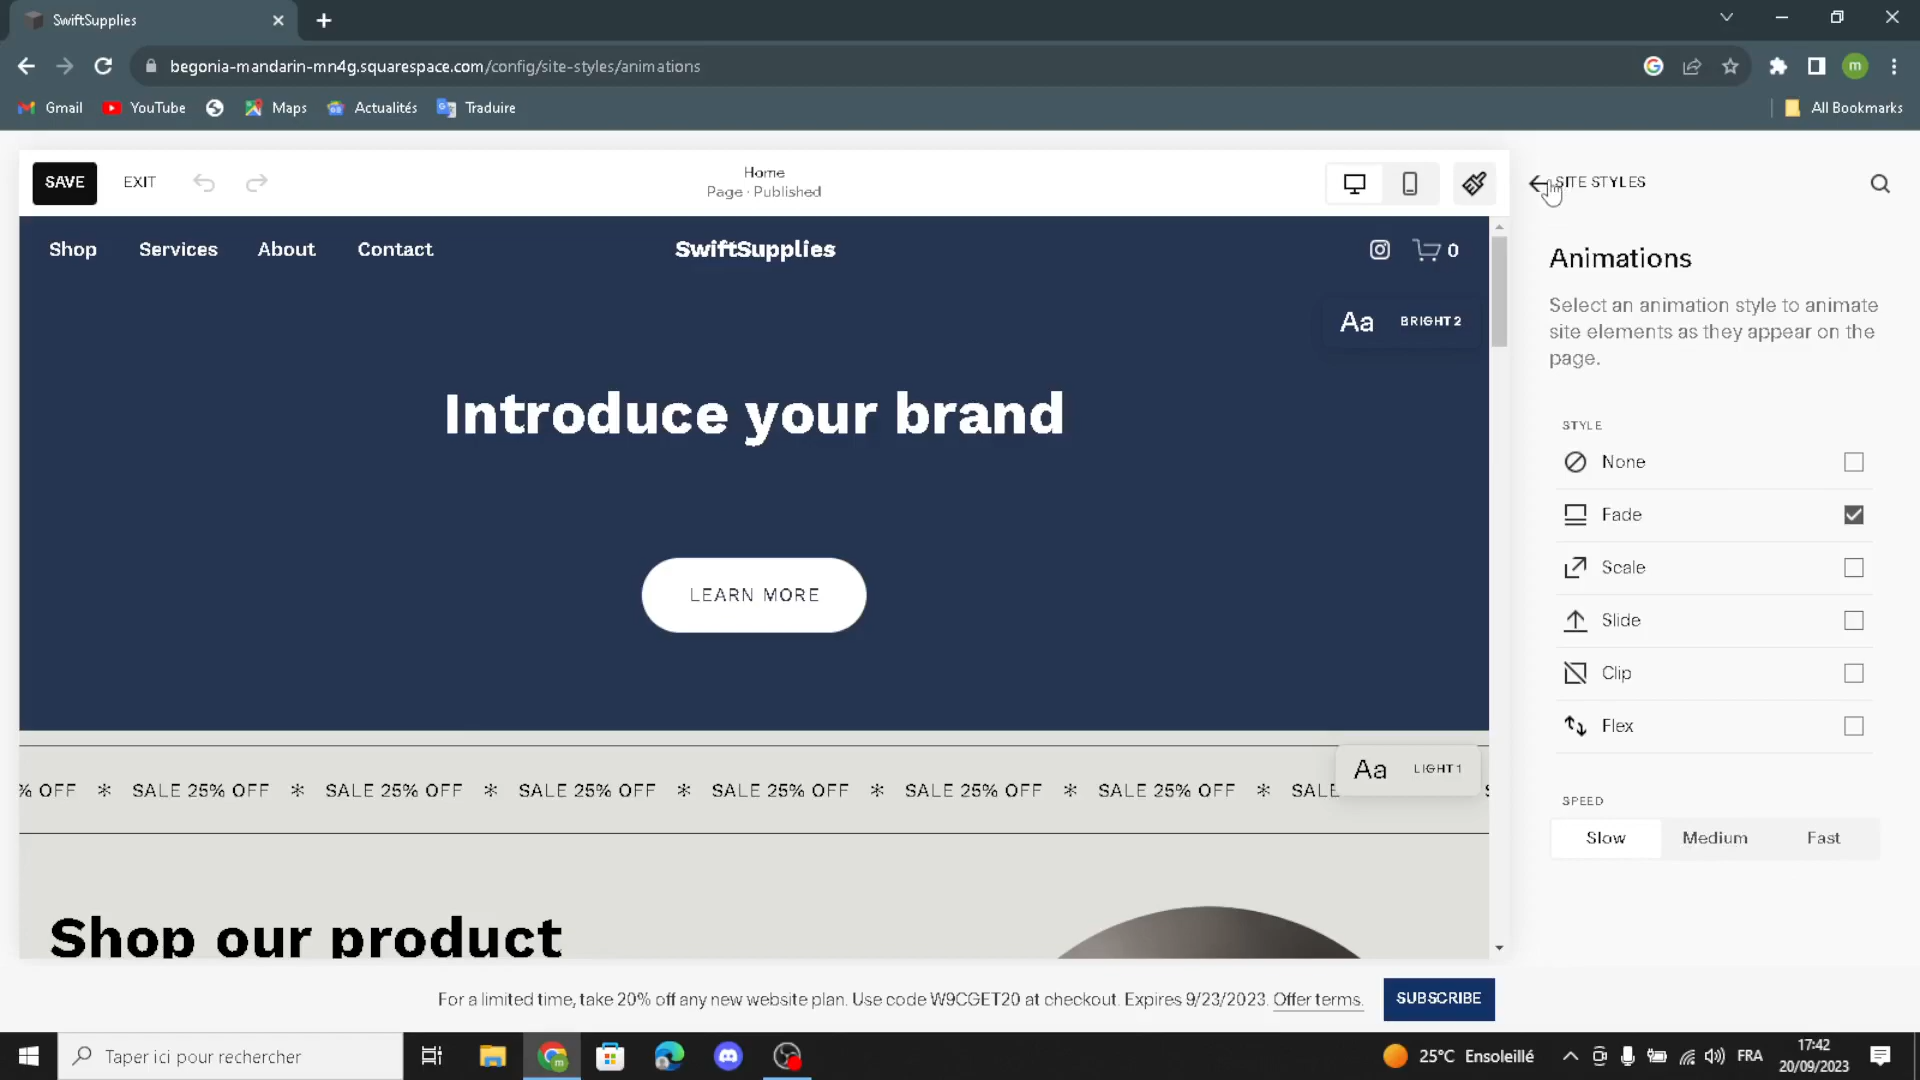 SwiftSupplies
begonia-mandarin-mn4g.squarespace.com/config/site-styles/animations
m
Gmail
YouTube
Maps
Actualités
Traduire
All Bookmarks
SAVE
EXIT
Home
Page · Published
SITE STYLES
Shop
Services
About
Contact
SwiftSupplies
0
Aa BRIGHT 2
Introduce your brand
LEARN MORE
% OFF * SALE 25% OFF * SALE 25% OFF * SALE 25% OFF * SALE 25% OFF * SALE 25% OFF * SALE 25% OFF * SALE
Aa LIGHT 1
Shop our product
Animations
Select an animation style to animate
site elements as they appear on the
page.
STYLE
None
Fade
Scale
Slide
Clip
Flex
SPEED
Slow
Medium
Fast
For a limited time, take 20% off any new website plan. Use code W9CGET20 at checkout. Expires 9/23/2023. Offer terms.
SUBSCRIBE
Taper ici pour rechercher
25°C Ensoleillé
FRA
17:42
20/09/2023